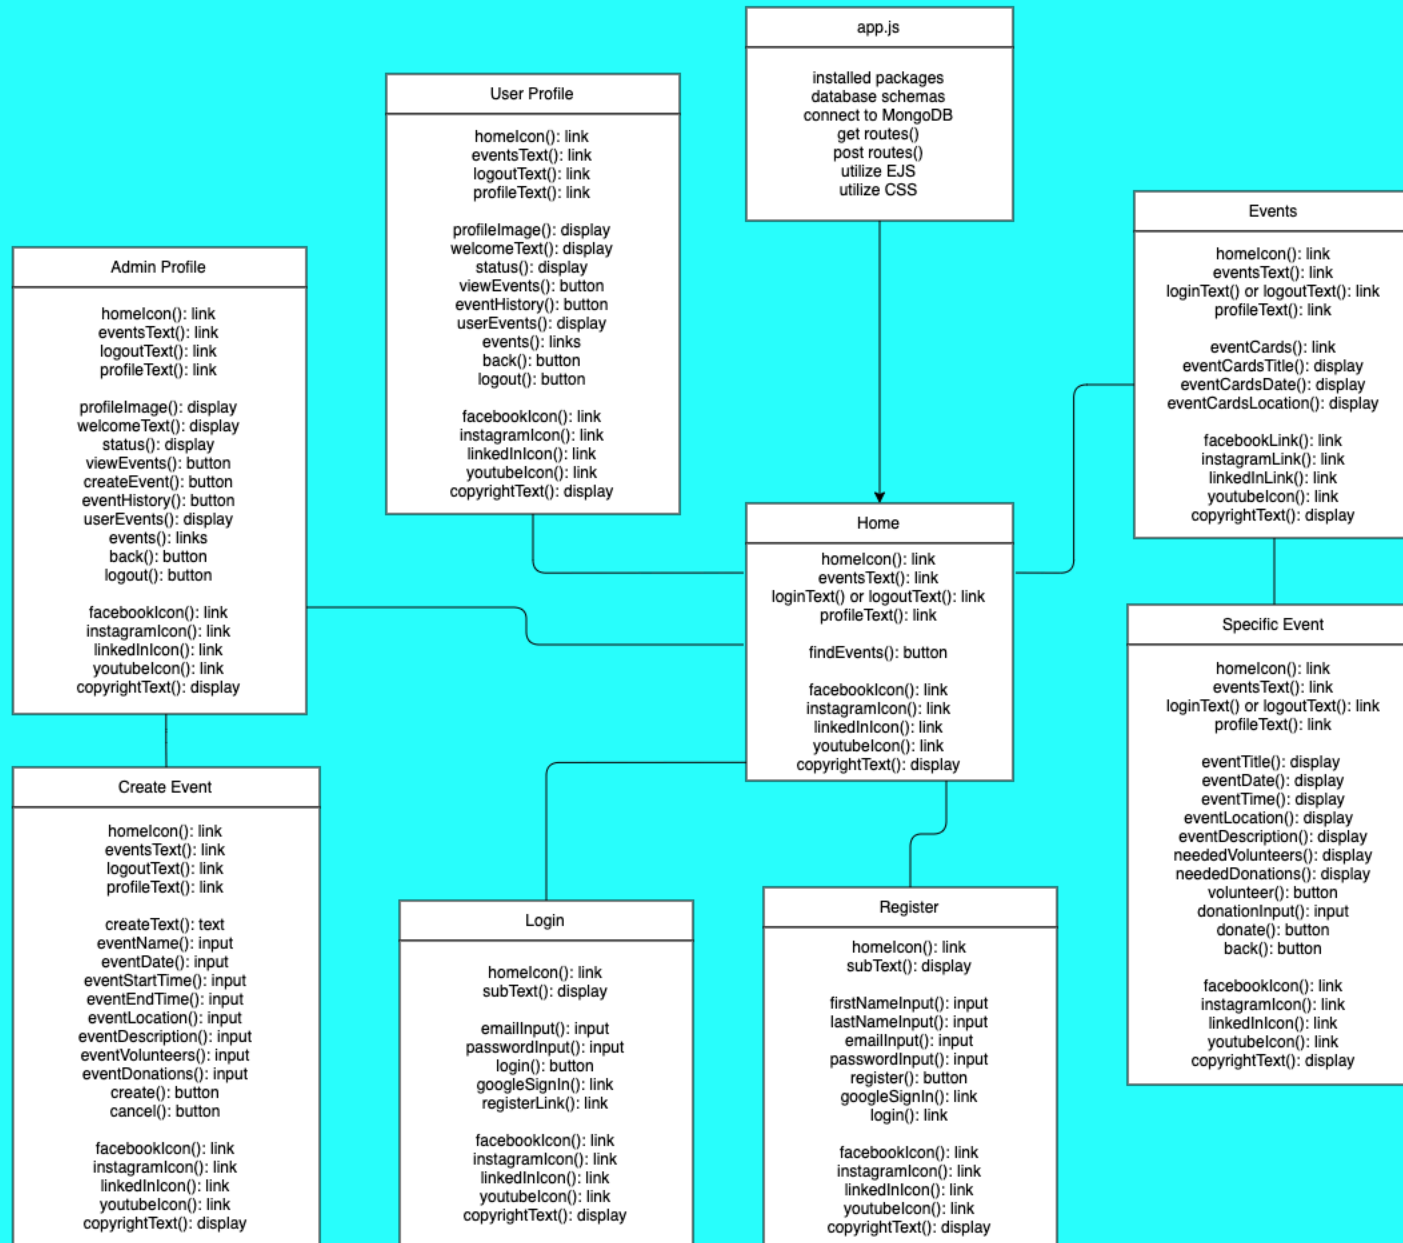 app.js
installed packages
database schemas
connect to MongoDB
get routes()
post routes()
utilize EJS
utilize CSS
User Profile
homeIcon(): link
eventsText(): link
logoutText(): link
profileText(): link
profileImage(): display
welcomeText(): display
status(): display
viewEvents(): button
eventHistory(): button
userEvents(): display
events(): links
back(): button
logout(): button
facebookIcon(): link
instagramIcon(): link
linkedInIcon(): link
youtubeIcon(): link
copyrightText(): display
Events
homeIcon(): link
eventsText(): link
loginText() or logoutText(): link
profileText(): link
eventCards(): link
eventCardsTitle(): display
eventCardsDate(): display
eventCardsLocation(): display
facebookLink(): link
instagramLink(): link
linkedInLink(): link
youtubeIcon(): link
copyrightText(): display
Admin Profile
homeIcon(): link
eventsText(): link
logoutText(): link
profileText(): link
profileImage(): display
welcomeText(): display
status(): display
viewEvents(): button
createEvent(): button
eventHistory(): button
userEvents(): display
events(): links
back(): button
logout(): button
facebookIcon(): link
instagramIcon(): link
linkedInIcon(): link
youtubeIcon(): link
copyrightText(): display
Home
homeIcon(): link
eventsText(): link
loginText() or logoutText(): link
profileText(): link
findEvents(): button
facebookIcon(): link
instagramIcon(): link
linkedInIcon(): link
youtubeIcon(): link
copyrightText(): display
Specific Event
homeIcon(): link
eventsText(): link
loginText() or logoutText(): link
profileText(): link
eventTitle(): display
eventDate(): display
eventTime(): display
eventLocation(): display
eventDescription(): display
neededVolunteers(): display
neededDonations(): display
volunteer(): button
donationInput(): input
donate(): button
back(): button
facebookIcon(): link
instagramIcon(): link
linkedInIcon(): link
youtubeIcon(): link
copyrightText(): display
Create Event
homeIcon(): link
eventsText(): link
logoutText(): link
profileText(): link
createText(): text
eventName(): input
eventDate(): input
eventStartTime(): input
eventEndTime(): input
eventLocation(): input
eventDescription(): input
eventVolunteers(): input
eventDonations(): input
create(): button
cancel(): button
facebookIcon(): link
instagramIcon(): link
linkedInIcon(): link
youtubeIcon(): link
copyrightText(): display
Login
homeIcon(): link
subText(): display
emailInput(): input
passwordInput(): input
login(): button
googleSignIn(): link
registerLink(): link
facebookIcon(): link
instagramIcon(): link
linkedInIcon(): link
youtubeIcon(): link
copyrightText(): display
Register
homeIcon(): link
subText(): display
firstNameInput(): input
lastNameInput(): input
emailInput(): input
passwordInput(): input
register(): button
googleSignIn(): link
login(): link
facebookIcon(): link
instagramIcon(): link
linkedInIcon(): link
youtubeIcon(): link
copyrightText(): display